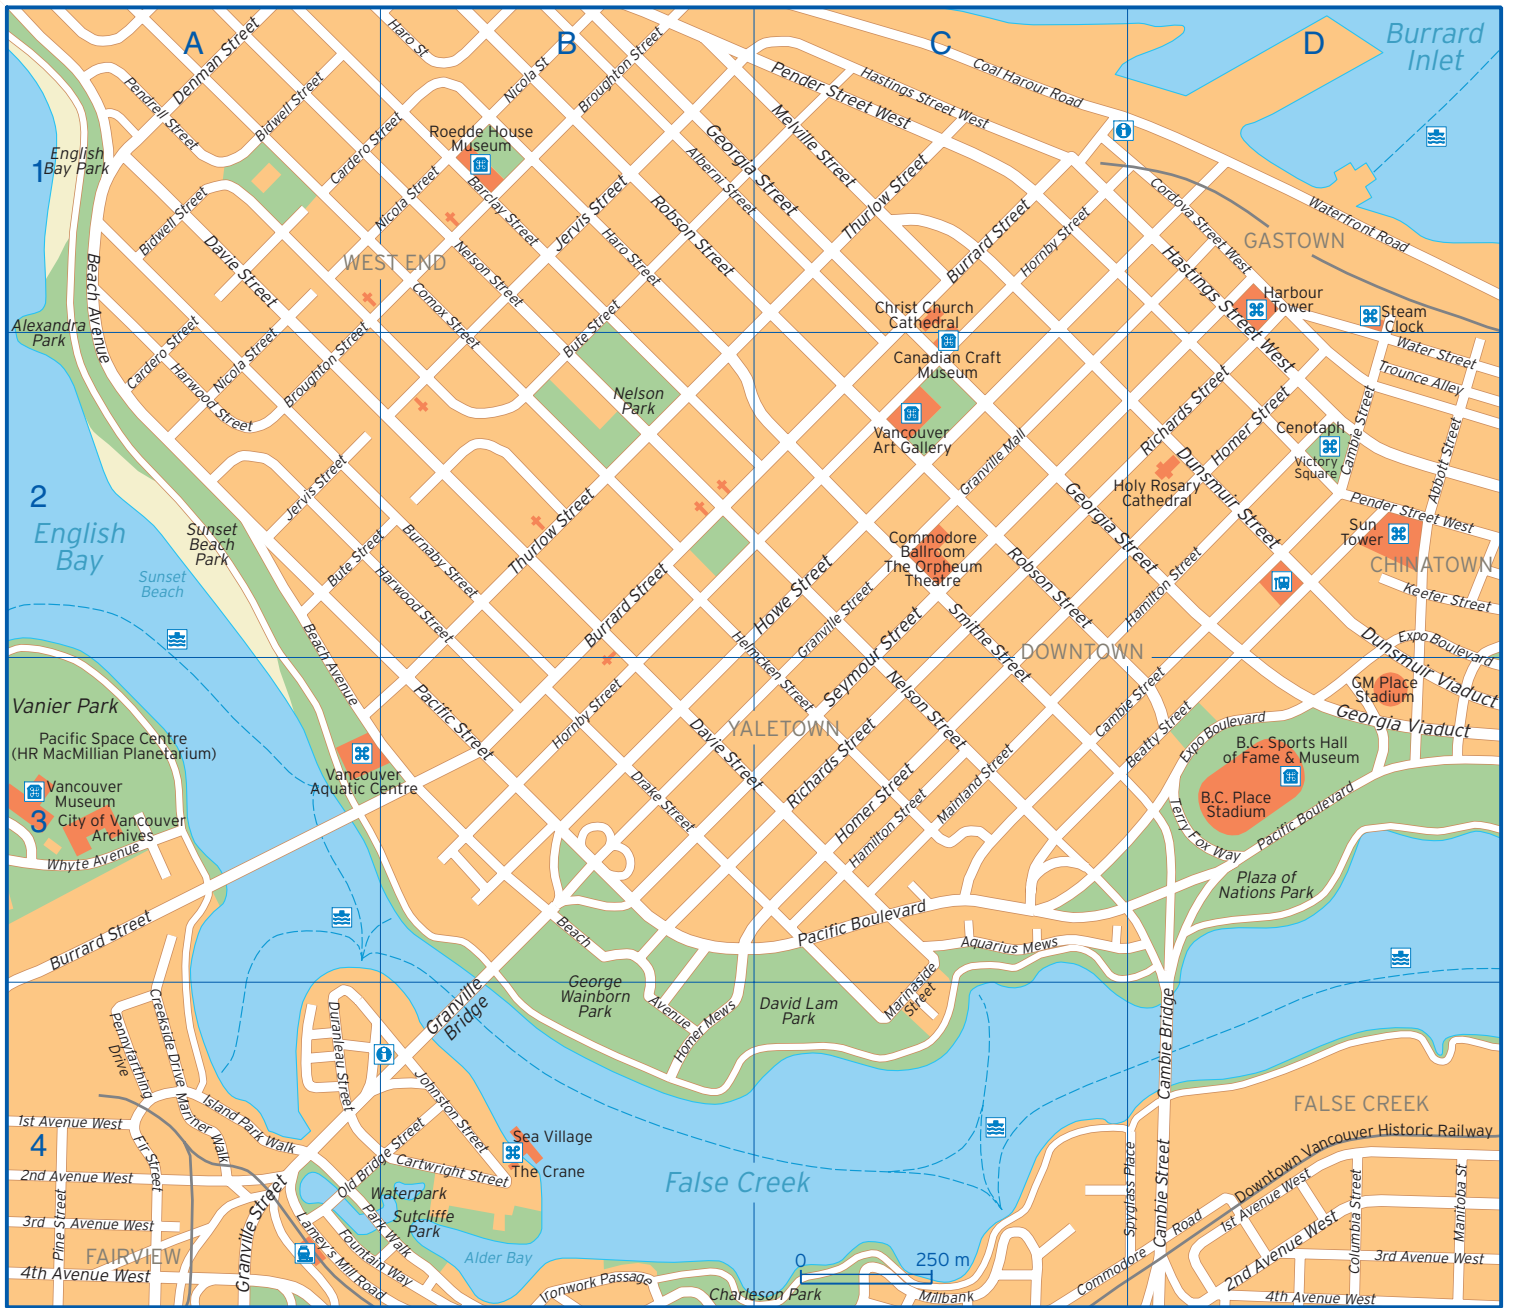 A
B
C
D
1
2
3
4
Burrard
Inlet
Haro St
Denman Street
Pendrell Street
Bidwell Street
Nicola St
Broughton Street
Cardero Street
Roedde House
Museum
Pender Street West
Hastings Street West
Coal Harour Road
Melville Street
Georgia Street
Alberni Street
Thurlow Street
English
Bay Park
Bidwell Street
Nicola Street
Barclay Street
Jervis Street
Robson Street
Haro Street
Burrard Street
Hornby Street
Cordova Street West
Waterfront Road
GASTOWN
WEST END
Davie Street
Beach Avenue
Nelson Street
Comox Street
Bute Street
Hastings Street West
Christ Church
Cathedral
Harbour
Tower
Steam
Clock
Alexandra
Park
Cardero Street
Nicola Street
Broughton Street
Harwood Street
Canadian Craft
Museum
Water Street
Trounce Alley
Nelson
Park
Vancouver
Art Gallery
Granville Mall
Richards Street
Homer Street
Cenotaph
Victory
Square
Cambie Street
Abbott Street
Dunsmuir Street
Holy Rosary
Cathedral
Georgia Street
Pender Street West
Sun
Tower
CHINATOWN
Keefer Street
English
Bay
Sunset
Beach
Park
Sunset
Beach
Jervis Street
Bute Street
Burnaby Street
Harwood Street
Thurlow Street
Burrard Street
Howe Street
Granville Street
Commodore
Ballroom
The Orpheum
Theatre
Robson Street
Smithe Street
Hamilton Street
Seymour Street
Helmcken Street
DOWNTOWN
Expo Boulevard
Dunsmuir Viaduct
GM Place
Stadium
Georgia Viaduct
Beach Avenue
Pacific Street
Hornby Street
Davie Street
YALETOWN
Nelson Street
Cambie Street
Beatty Street
Expo Boulevard
B.C. Sports Hall
of Fame & Museum
B.C. Place
Stadium
Vanier Park
Pacific Space Centre
(HR MacMillian Planetarium)
Vancouver
Museum
City of Vancouver
Archives
Whyte Avenue
Vancouver
Aquatic Centre
Drake Street
Richards Street
Homer Street
Hamilton Street
Mainland Street
Terry Fox Way
Pacific Boulevard
Plaza of
Nations Park
Burrard Street
Beach
Avenue
Pacific Boulevard
Aquarius Mews
Marinaside
Street
George
Wainborn
Park
David Lam
Park
Homer Mews
Granville
Bridge
Cambie Bridge
Creekside Drive
Pennyfarthing
Drive
Duranleau Street
Johnston Street
Island Park Walk
Mariner Walk
1st Avenue West
Fir Street
2nd Avenue West
Pine Street
3rd Avenue West
FAIRVIEW
4th Avenue West
Granville Street
Old Bridge Street
Cartwright Street
Sea Village
The Crane
Waterpark
Sutcliffe
Park
Park Walk
Fountain Way
Lamey's Mill Road
Alder Bay
False Creek
Ironwork Passage
Charleson Park
0
250 m
Millbank
Commodore Road
Spyglass Place
Cambie Street
FALSE CREEK
Downtown Vancouver Historic Railway
1st Avenue West
2nd Avenue West
Columbia Street
Manitoba St
3rd Avenue West
4th Avenue West